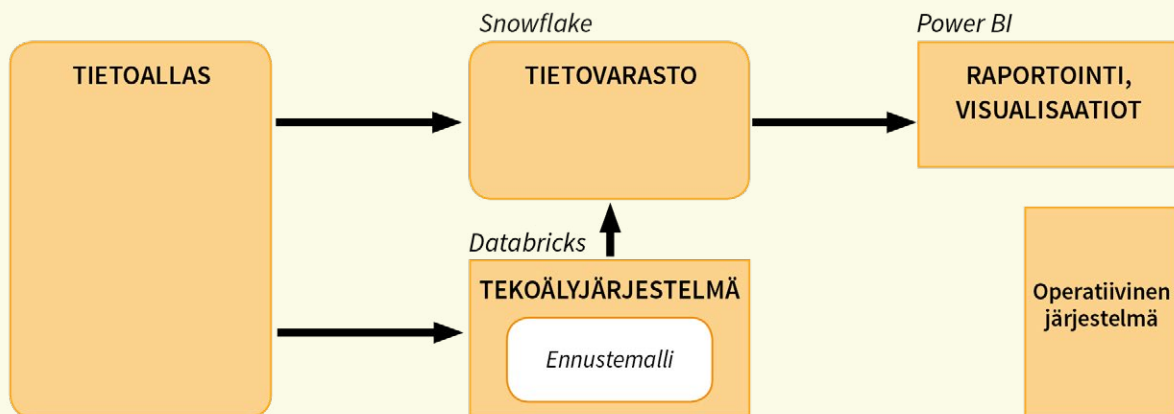 Snowflake
Power BI
TIETOALLAS
TIETOVARASTO
RAPORTOINTI,
VISUALISAATIOT
Databricks
TEKOÄLYJÄRJESTELMÄ
Ennustemalli
Operatiivinen
järjestelmä